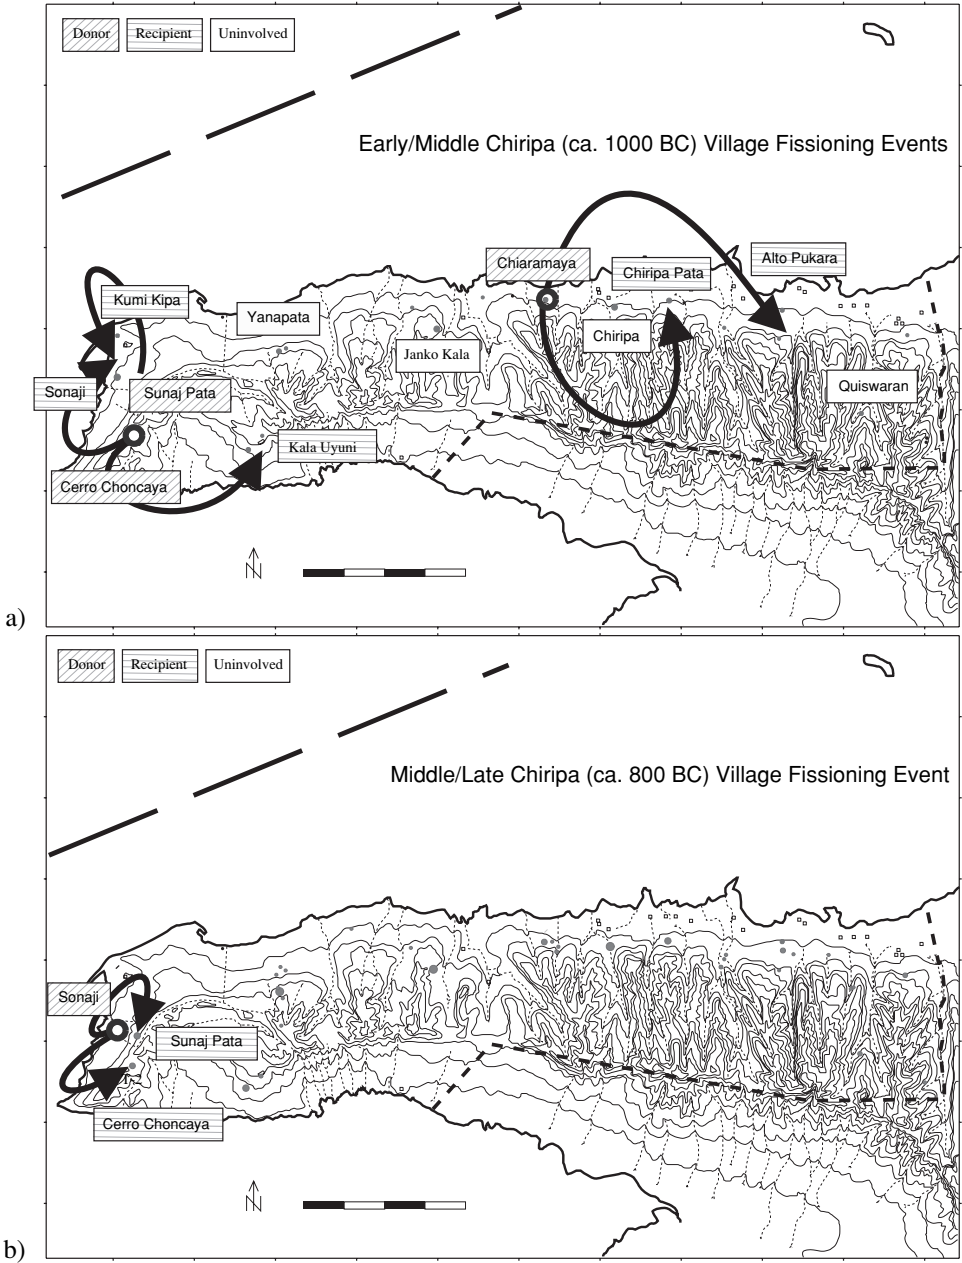 a)
Donor
Recipient
Uninvolved
Early/Middle Chiripa (ca. 1000 BC) Village Fissioning Events
Chiaramaya
Chiripa Pata
Alto Pukara
Kumi Kipa
Yanapata
Chiripa
Janko Kala
Sonaji
Sunaj Pata
Quiswaran
Kala Uyuni
Cerro Choncaya
N
b)
Donor
Recipient
Uninvolved
Middle/Late Chiripa (ca. 800 BC) Village Fissioning Event
Sonaji
Sunaj Pata
Cerro Choncaya
N